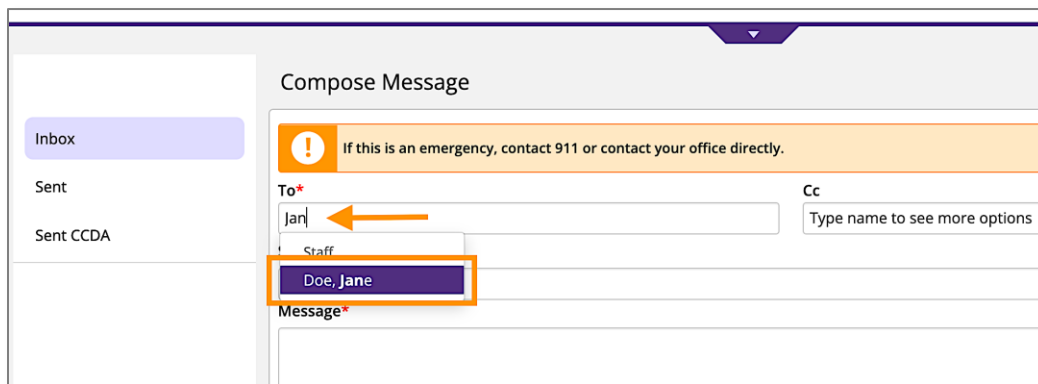 Compose Message
Inbox
Sent
Sent CCDA
If this is an emergency, contact 911 or contact your office directly.
To*
Cc
Jan
Type name to see more options
Staff
Doe, Jane
Message*